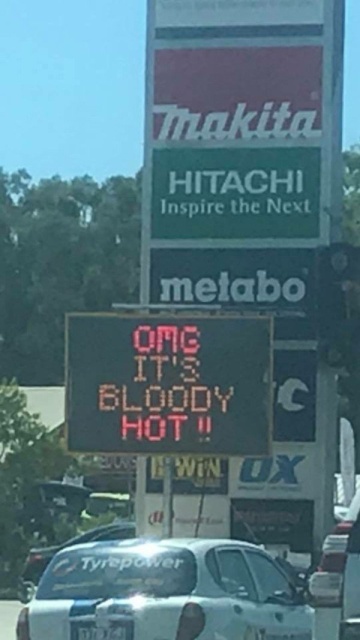 Makita
HITACHI
Inspire the Next
metabo
OMG
IT'S
BLOODY
HOT !!
IRWIN
OX
Tyrepower